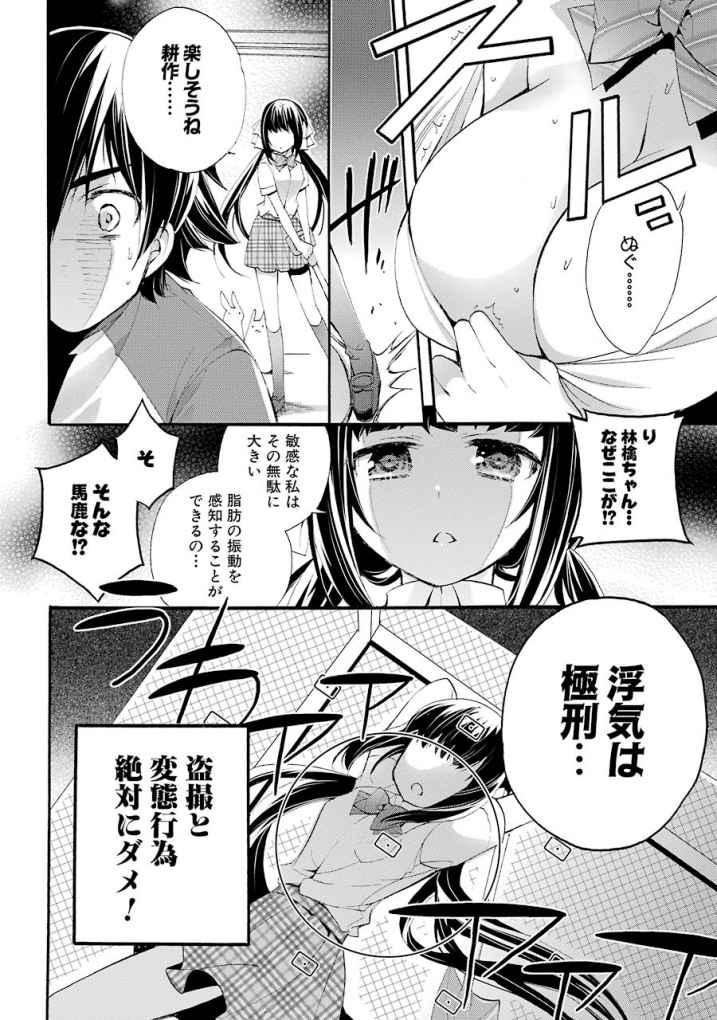 ズルッ
ぬぐ……
楽しそうね
耕作……
り
林檎ちゃん…
なぜここが!?
敏感な私は
その無駄に
大きい
脂肪の振動を
感知することが
できるの…
そ
そんな
馬鹿な!?
浮気は
極刑…
盗撮と
変態行為
絶対にダメ!